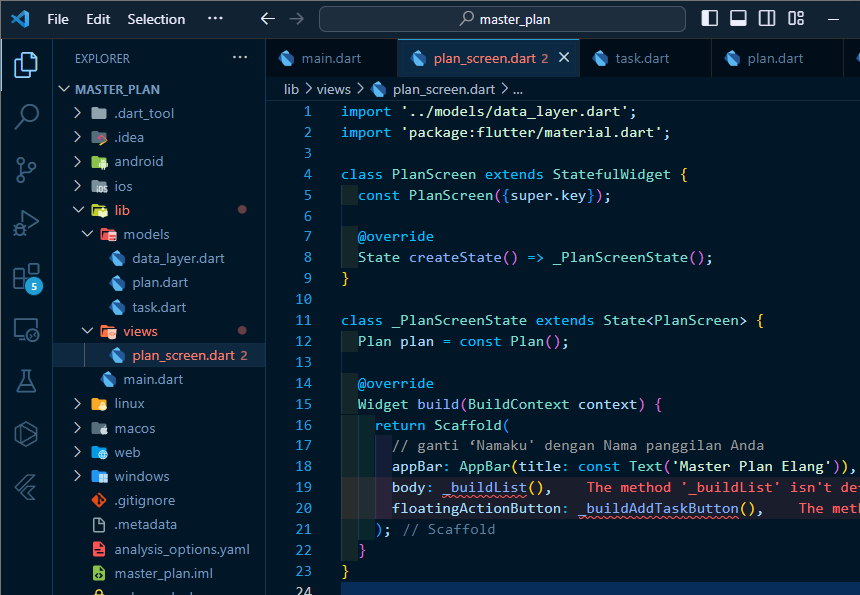 File Edit Selection ··· master_plan
EXPLORER ···
MASTER_PLAN
.dart_tool
.idea
android
ios
lib
models
data_layer.dart
plan.dart
task.dart
views
plan_screen.dart 2
main.dart
linux
macos
web
windows
.gitignore
.metadata
analysis_options.yaml
master_plan.iml
5
main.dart plan_screen.dart 2 task.dart plan.dart
lib > views > plan_screen.dart > ...
1 import '../models/data_layer.dart';
2 import 'package:flutter/material.dart';
3
4 class PlanScreen extends StatefulWidget {
5 const PlanScreen({super.key});
6
7 @override
8 State createState() => _PlanScreenState();
9 }
10
11 class _PlanScreenState extends State<PlanScreen> {
12 Plan plan = const Plan();
13
14 @override
15 Widget build(BuildContext context) {
16 return Scaffold(
17 // ganti ‘Namaku' dengan Nama panggilan Anda
18 appBar: AppBar(title: const Text('Master Plan Elang')),
19 body: _buildList(), The method '_buildList' isn't de
20 floatingActionButton: _buildAddTaskButton(), The met
21 ); // Scaffold
22 }
23 }
24